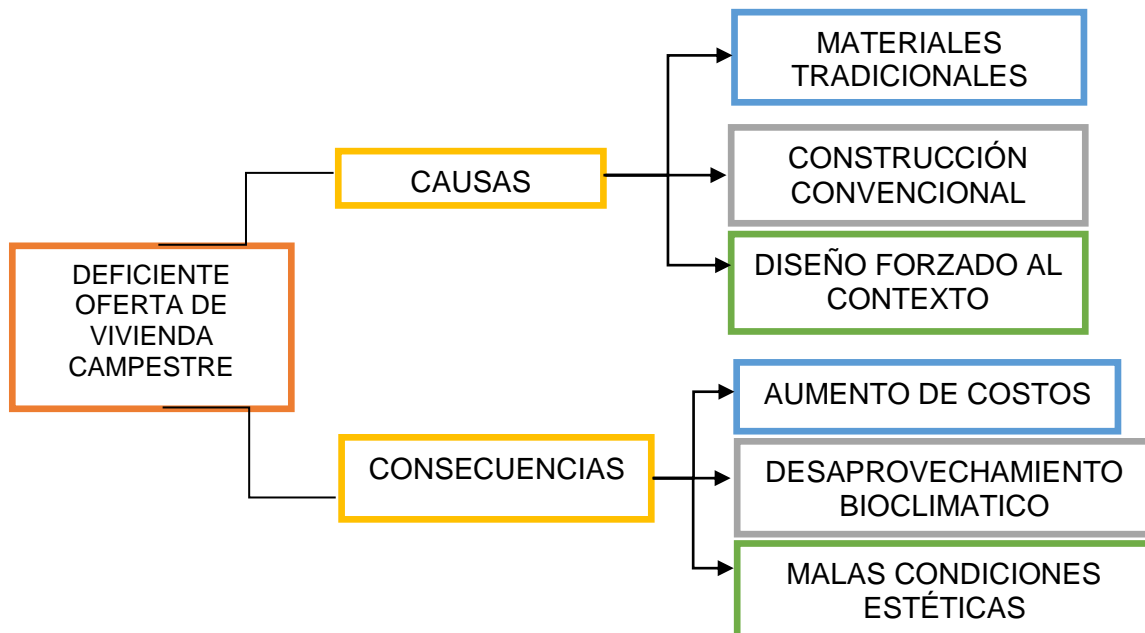 DEFICIENTE
OFERTA DE
VIVIENDA
CAMPESTRE
CAUSAS
MATERIALES
TRADICIONALES
CONSTRUCCIÓN
CONVENCIONAL
DISEÑO FORZADO AL
CONTEXTO
CONSECUENCIAS
AUMENTO DE COSTOS
DESAPROVECHAMIENTO
BIOCLIMATICO
MALAS CONDICIONES
ESTÉTICAS